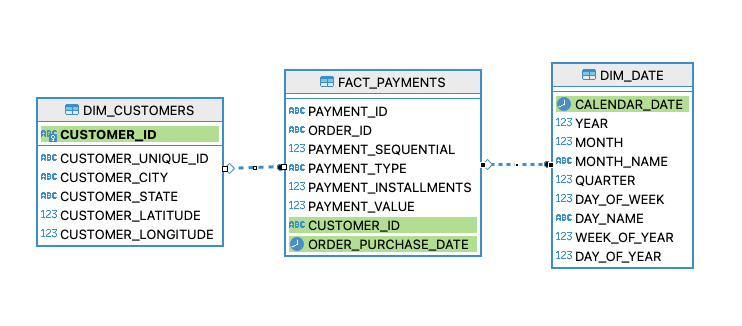 DIM_CUSTOMERS
ABC CUSTOMER_ID
ABC CUSTOMER_UNIQUE_ID
ABC CUSTOMER_CITY
ABC CUSTOMER_STATE
123 CUSTOMER_LATITUDE
123 CUSTOMER_LONGITUDE
FACT_PAYMENTS
ABC PAYMENT_ID
ABC ORDER_ID
123 PAYMENT_SEQUENTIAL
ABC PAYMENT_TYPE
123 PAYMENT_INSTALLMENTS
123 PAYMENT_VALUE
ABC CUSTOMER_ID
ORDER_PURCHASE_DATE
DIM_DATE
CALENDAR_DATE
123 YEAR
123 MONTH
ABC MONTH_NAME
123 QUARTER
123 DAY_OF_WEEK
ABC DAY_NAME
123 WEEK_OF_YEAR
123 DAY_OF_YEAR